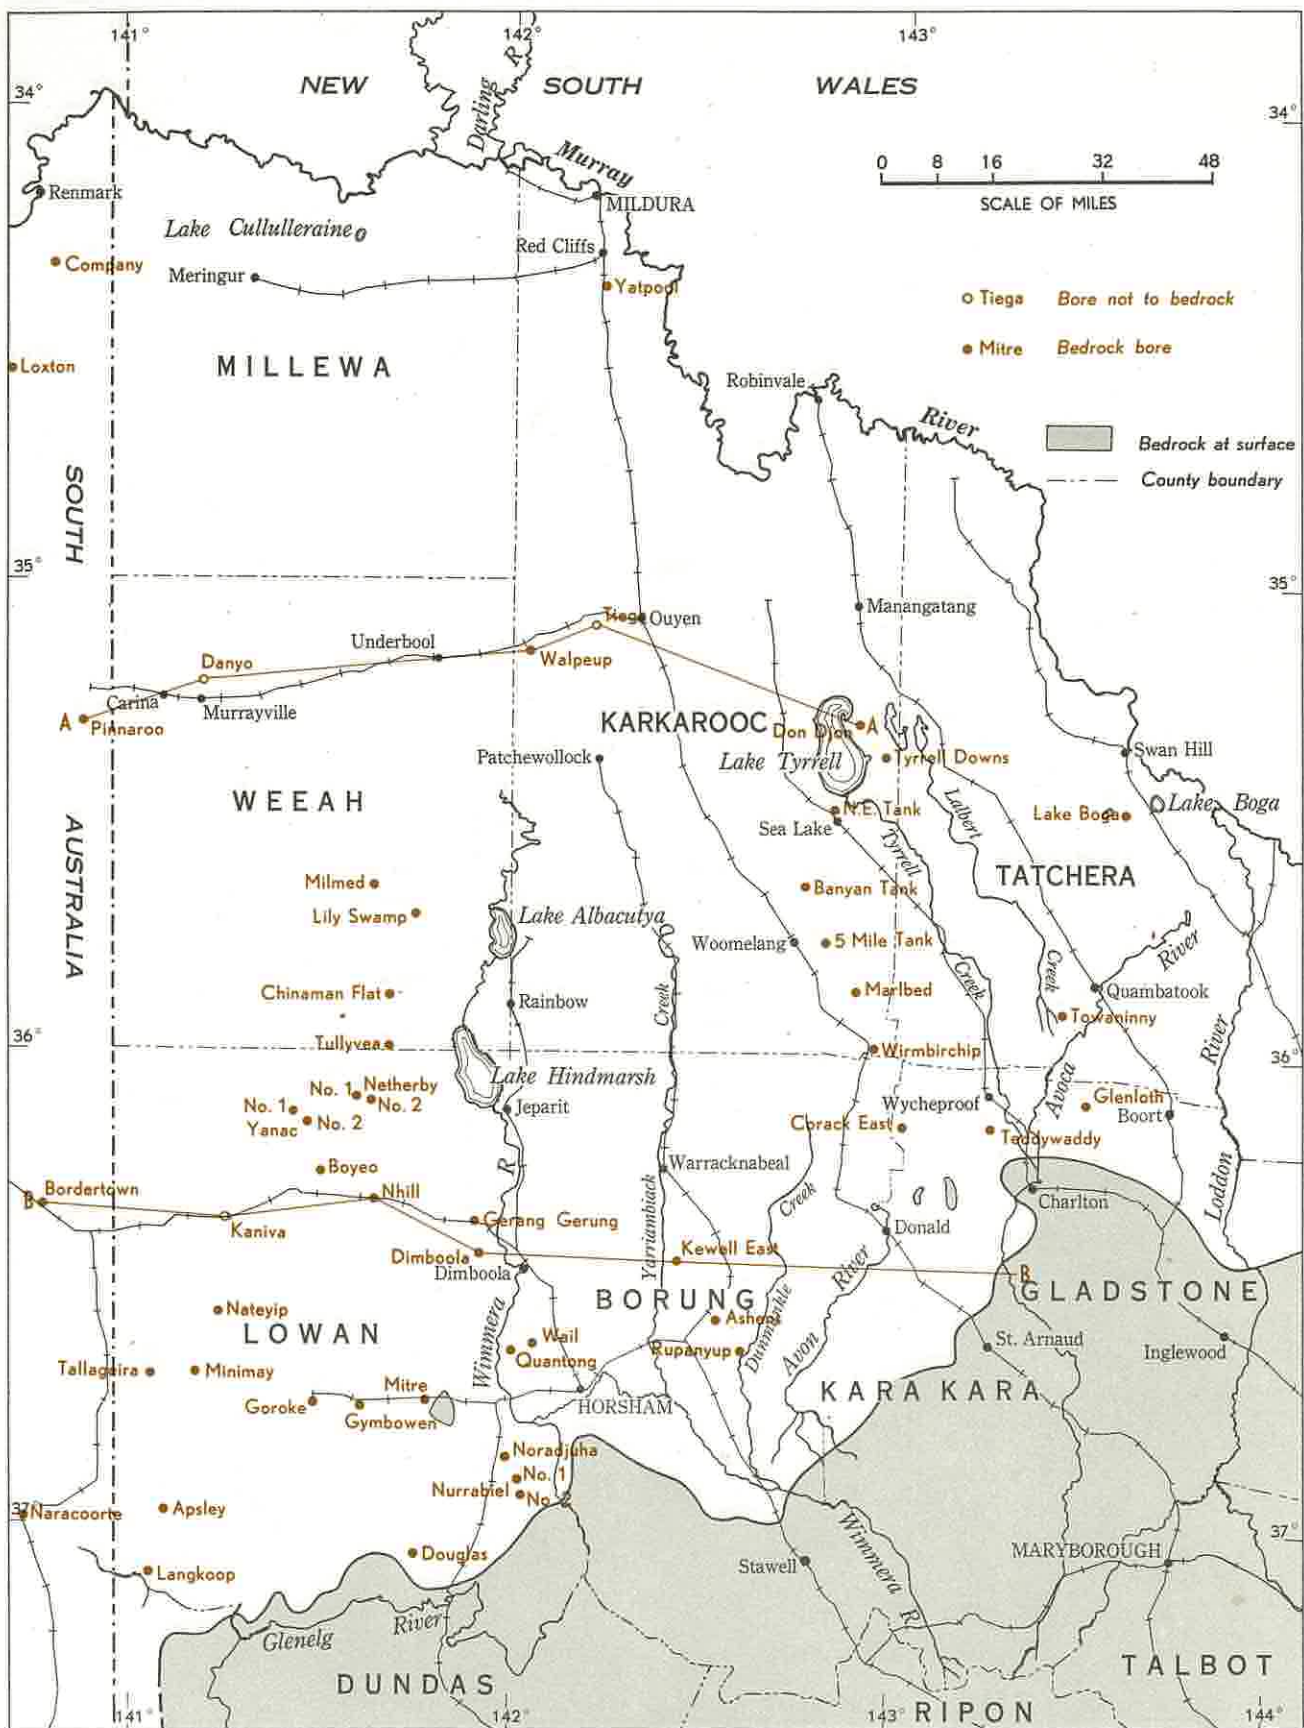 141°
142°
143°
34°
34°
NEW SOUTH WALES
Darling R
Murray
0 8 16 32 48
SCALE OF MILES
Renmark
MILDURA
Lake Cullulleraine
Red Cliffs
Company
Meringur
Yatpool
Tiega Bore not to bedrock
Mitre Bedrock bore
Loxton
MILLEWA
Robinvale
River
Bedrock at surface
County boundary
SOUTH
35°
35°
Manangatang
Tiega
Ouyen
Underbool
Walpeup
Danyo
Carina
Murrayville
A
Pinnaroo
KARKAROOC
Don Djon
A
Patchewollock
Lake Tyrrell
Tyrrell Downs
Swan Hill
WEEAH
N.E. Tank
Sea Lake
Lalbert
Lake Boga
Lake Boga
Tyrrell
AUSTRALIA
TATCHERA
Milmed
Lily Swamp
Banyan Tank
Lake Albacutya
Woomelang
5 Mile Tank
River
Creek
Creek
Creek
Chinaman Flat
Rainbow
Marlbed
Quambatook
Towaninny
River
36°
36°
Tullyvea
Wirmbirchip
Lake Hindmarsh
No. 1 Netherby
No. 2
No. 1
Yanac No. 2
Jeparit
Wycheproof
Avoca
Glenloth
Boort
Corack East
Teddywaddy
Boyeo
R
Warracknabeal
Loddon
B
Bordertown
Nhill
Creek
Charlton
Kaniva
Gerang Gerung
Donald
Yarriambiack
Dimboola
Kewell East
River
B
Dimboola
GLADSTONE
BORUNG
Nateyip
LOWAN
Wimmera
Ashens
Dunmunkle
Avon
Wail
Quantong
Rupanyup
St. Arnaud
Inglewood
Tallageira
Minimay
Mitre
Goroke
Gymbowen
HORSHAM
KARA KARA
Noradjuha
No. 1
Nurrabiel
No. 2
37°
Naracoorte
Apsley
37°
Wimmera R
Douglas
Langkoop
Stawell
MARYBOROUGH
Glenelg River
DUNDAS
TALBOT
RIPON
141°
142°
143°
144°